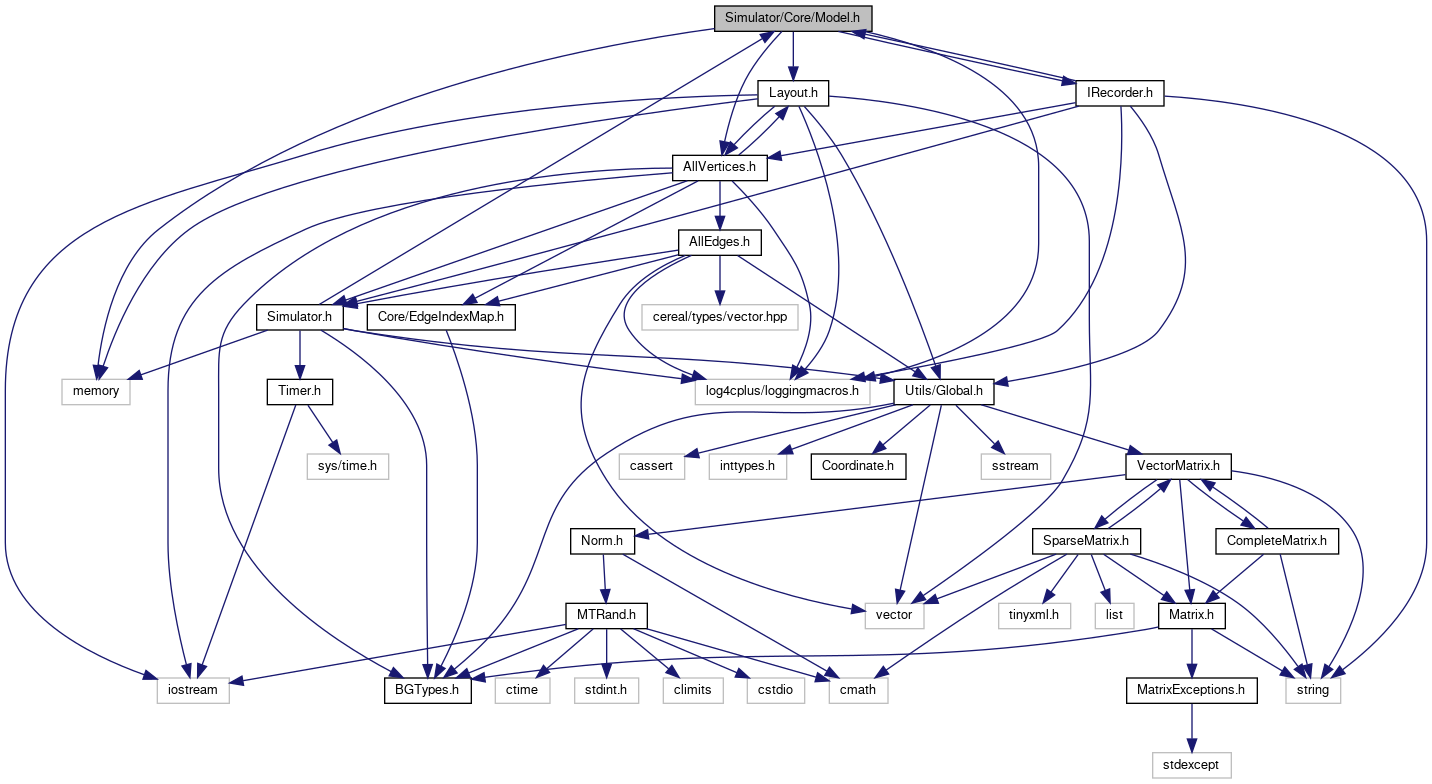 Simulator/Core/Model.h
Layout.h
IRecorder.h
AllVertices.h
AllEdges.h
Simulator.h
Core/EdgeIndexMap.h
cereal/types/vector.hpp
memory
Timer.h
log4cplus/loggingmacros.h
Utils/Global.h
sys/time.h
cassert
inttypes.h
Coordinate.h
sstream
VectorMatrix.h
Norm.h
SparseMatrix.h
CompleteMatrix.h
MTRand.h
vector
tinyxml.h
list
Matrix.h
iostream
BGTypes.h
ctime
stdint.h
climits
cstdio
cmath
MatrixExceptions.h
string
stdexcept